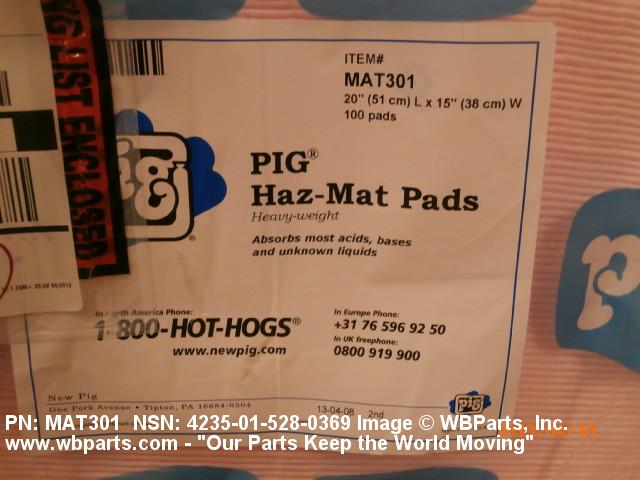 ITEM#
MAT301
20" (51 cm) L x 15" (38 cm) W
100 pads
LIST ENCLOSED
pig
PIG®
Haz-Mat Pads
Heavy-weight
Absorbs most acids, bases
and unknown liquids
In North America Phone:
1-800-HOT-HOGS®
www.newpig.com
In Europe Phone:
+31 76 596 92 50
In UK freephone:
0800 919 900
New Pig
One Pork Avenue • Tipton, PA 16684-0304
13-04-08 2nd
pig
p
PN: MAT301 NSN: 4235-01-528-0369 Image © WBParts, Inc.
www.wbparts.com - "Our Parts Keep the World Moving"